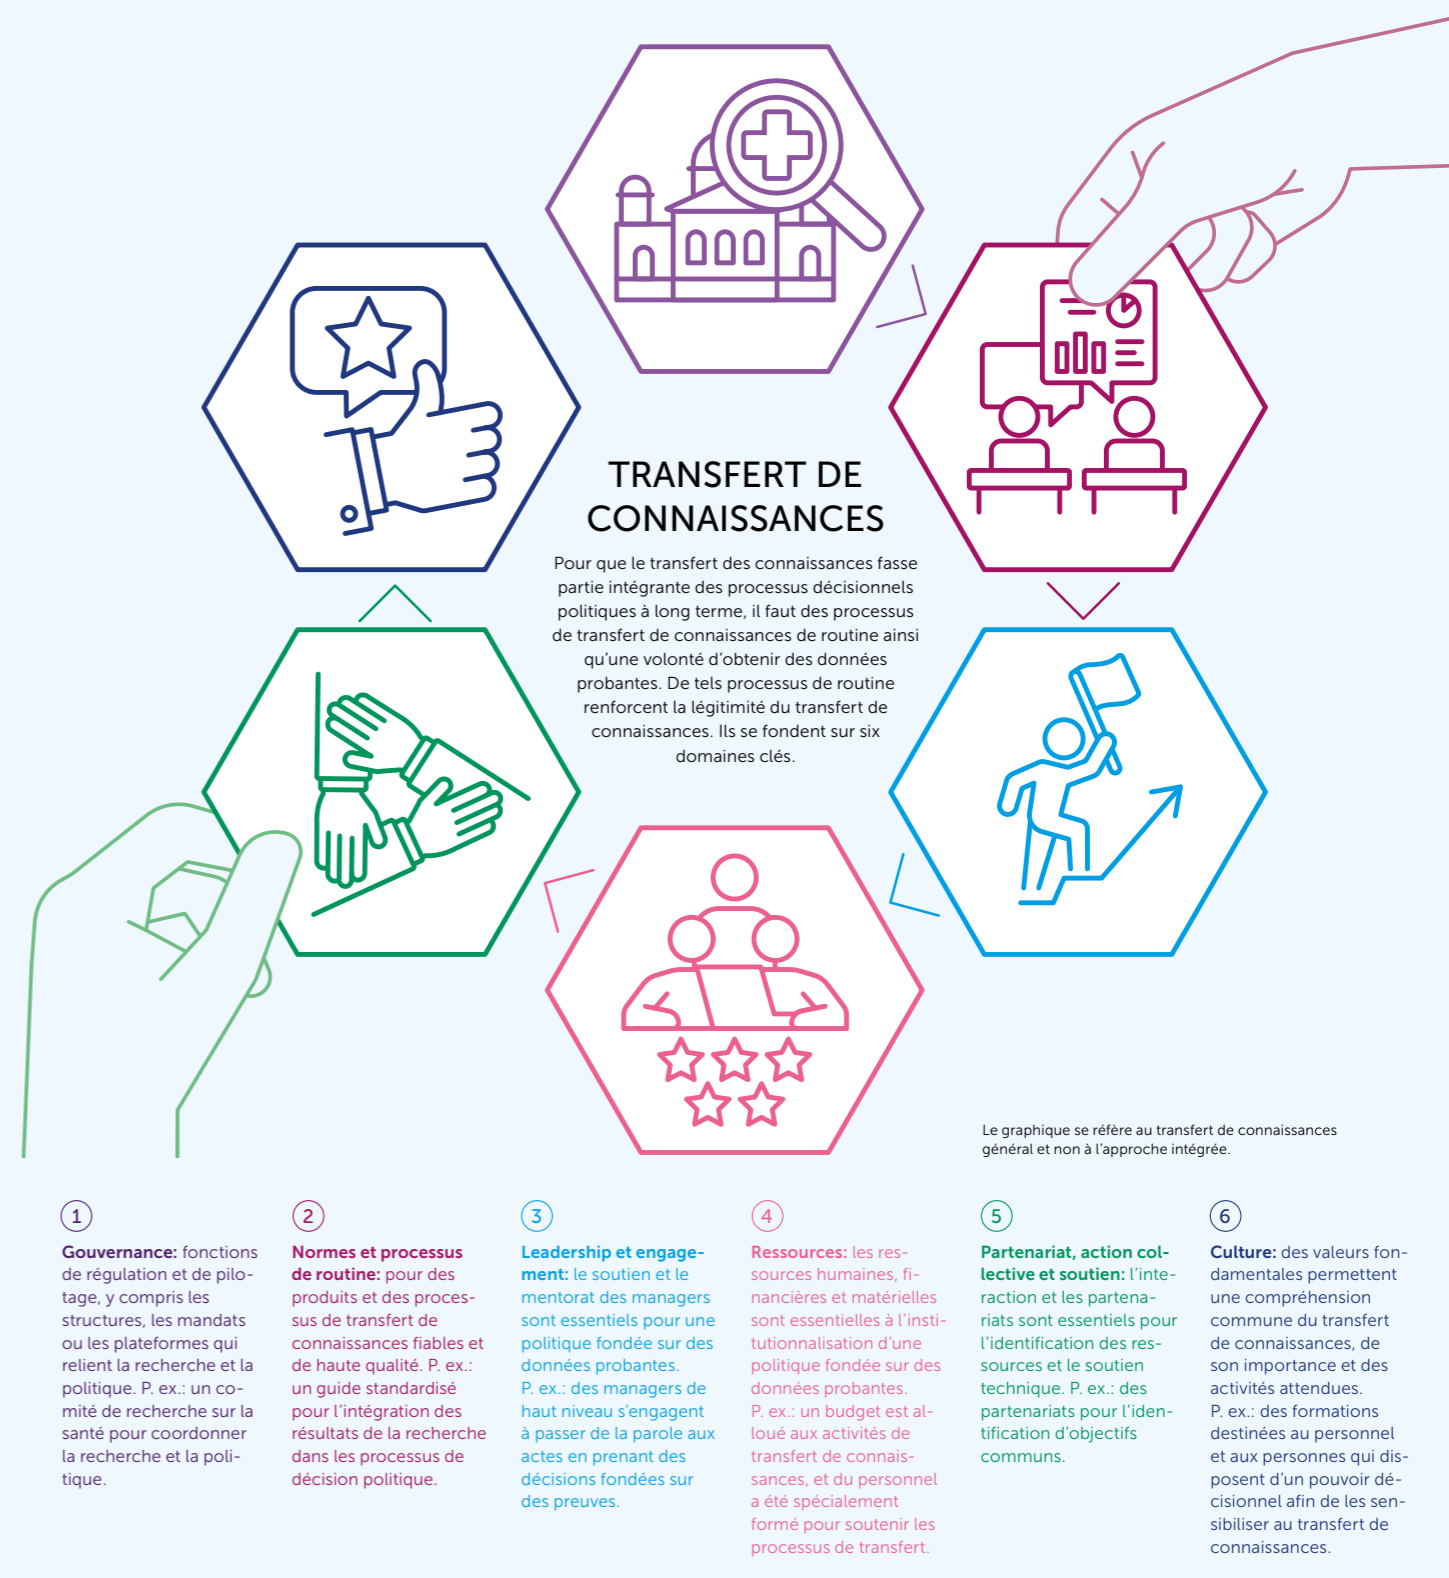 TRANSFERT DE
CONNAISSANCES
Pour que le transfert des connaissances fasse
partie intégrante des processus décisionnels
politiques à long terme, il faut des processus
de transfert de connaissances de routine ainsi
qu’une volonté d’obtenir des données
probantes. De tels processus de routine
renforcent la légitimité du transfert de
connaissances. Ils se fondent sur six
domaines clés.
Le graphique se réfère au transfert de connaissances
général et non à l’approche intégrée.
1
Gouvernance: fonctions
de régulation et de pilo-
tage, y compris les
structures, les mandats
ou les plateformes qui
relient la recherche et la
politique. P. ex.: un co-
mité de recherche sur la
santé pour coordonner
la recherche et la poli-
tique.
2
Normes et processus
de routine: pour des
produits et des proces-
sus de transfert de
connaissances fiables et
de haute qualité. P. ex.:
un guide standardisé
pour l’intégration des
résultats de la recherche
dans les processus de
décision politique.
3
Leadership et engage-
ment: le soutien et le
mentorat des managers
sont essentiels pour une
politique fondée sur des
données probantes.
P. ex.: des managers de
haut niveau s’engagent
à passer de la parole aux
actes en prenant des
décisions fondées sur
des preuves.
4
Ressources: les res-
sources humaines, fi-
nancières et matérielles
sont essentielles à l’insti-
tutionnalisation d’une
politique fondée sur des
données probantes.
P. ex.: un budget est al-
loué aux activités de
transfert de connais-
sances, et du personnel
a été spécialement
formé pour soutenir les
processus de transfert.
5
Partenariat, action col-
lective et soutien: l’inte-
raction et les partena-
riats sont essentiels pour
l’identification des res-
sources et le soutien
technique. P. ex.: des
partenariats pour l’iden-
tification d’objectifs
communs.
6
Culture: des valeurs fon-
damentales permettent
une compréhension
commune du transfert
de connaissances, de
son importance et des
activités attendues.
P. ex.: des formations
destinées au personnel
et aux personnes qui dis-
posent d’un pouvoir dé-
cisionnel afin de les sen-
sibiliser au transfert de
connaissances.